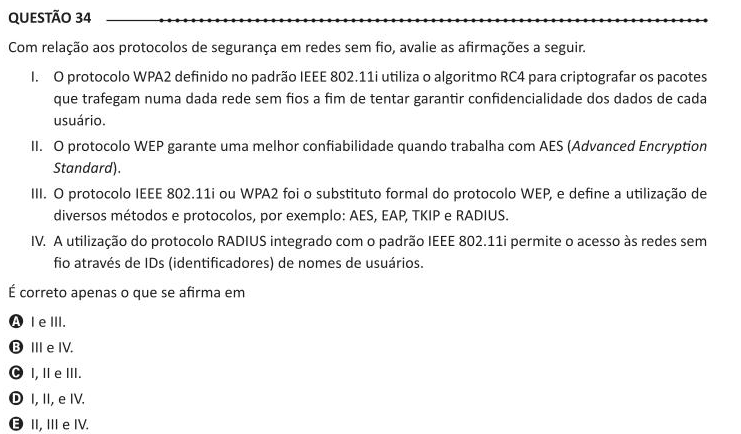 QUESTÃO 34
Com relação aos protocolos de segurança em redes sem fio, avalie as afirmações a seguir.
I. O protocolo WPA2 definido no padrão IEEE 802.11i utiliza o algoritmo RC4 para criptografar os pacotes
que trafegam numa dada rede sem fios a fim de tentar garantir confidencialidade dos dados de cada
usuário.
II. O protocolo WEP garante uma melhor confiabilidade quando trabalha com AES (Advanced Encryption
Standard).
III. O protocolo IEEE 802.11i ou WPA2 foi o substituto formal do protocolo WEP, e define a utilização de
diversos métodos e protocolos, por exemplo: AES, EAP, TKIP e RADIUS.
IV. A utilização do protocolo RADIUS integrado com o padrão IEEE 802.11i permite o acesso às redes sem
fio através de IDs (identificadores) de nomes de usuários.
É correto apenas o que se afirma em
A I e III.
B III e IV.
C I, II e III.
D I, II, e IV.
E II, III e IV.